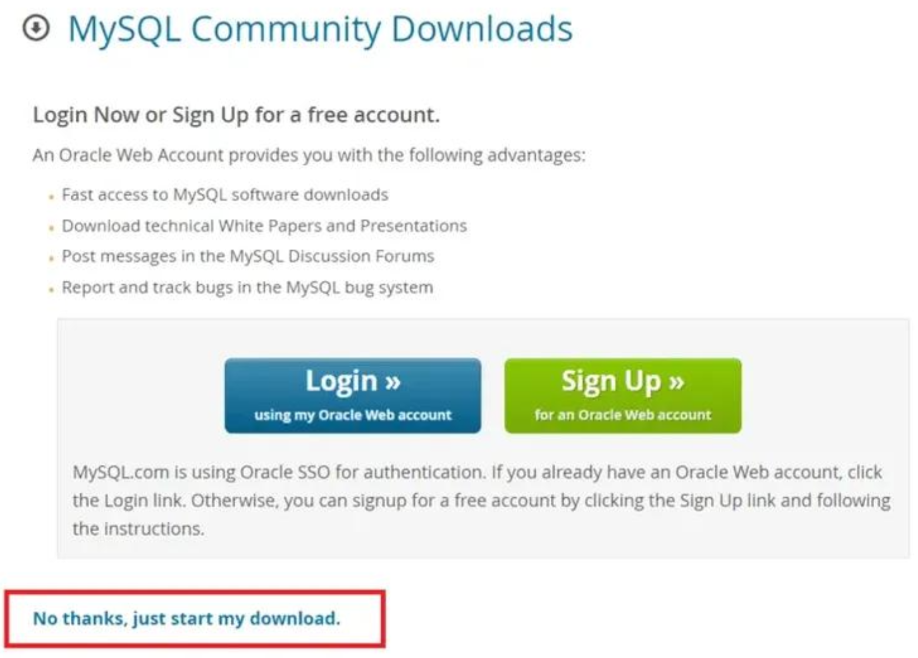 MySQL Community Downloads
Login Now or Sign Up for a free account.
An Oracle Web Account provides you with the following advantages:
Fast access to MySQL software downloads
Download technical White Papers and Presentations
Post messages in the MySQL Discussion Forums
Report and track bugs in the MySQL bug system
Login »
using my Oracle Web account
Sign Up »
for an Oracle Web account
MySQL.com is using Oracle SSO for authentication. If you already have an Oracle Web account, click
the Login link. Otherwise, you can signup for a free account by clicking the Sign Up link and following
the instructions.
No thanks, just start my download.